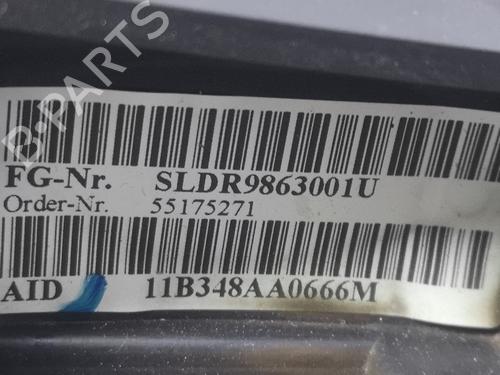 B-PARTS
FG-Nr. SLDR9863001U
Order-Nr. 55175271
AID 11B348AA0666M